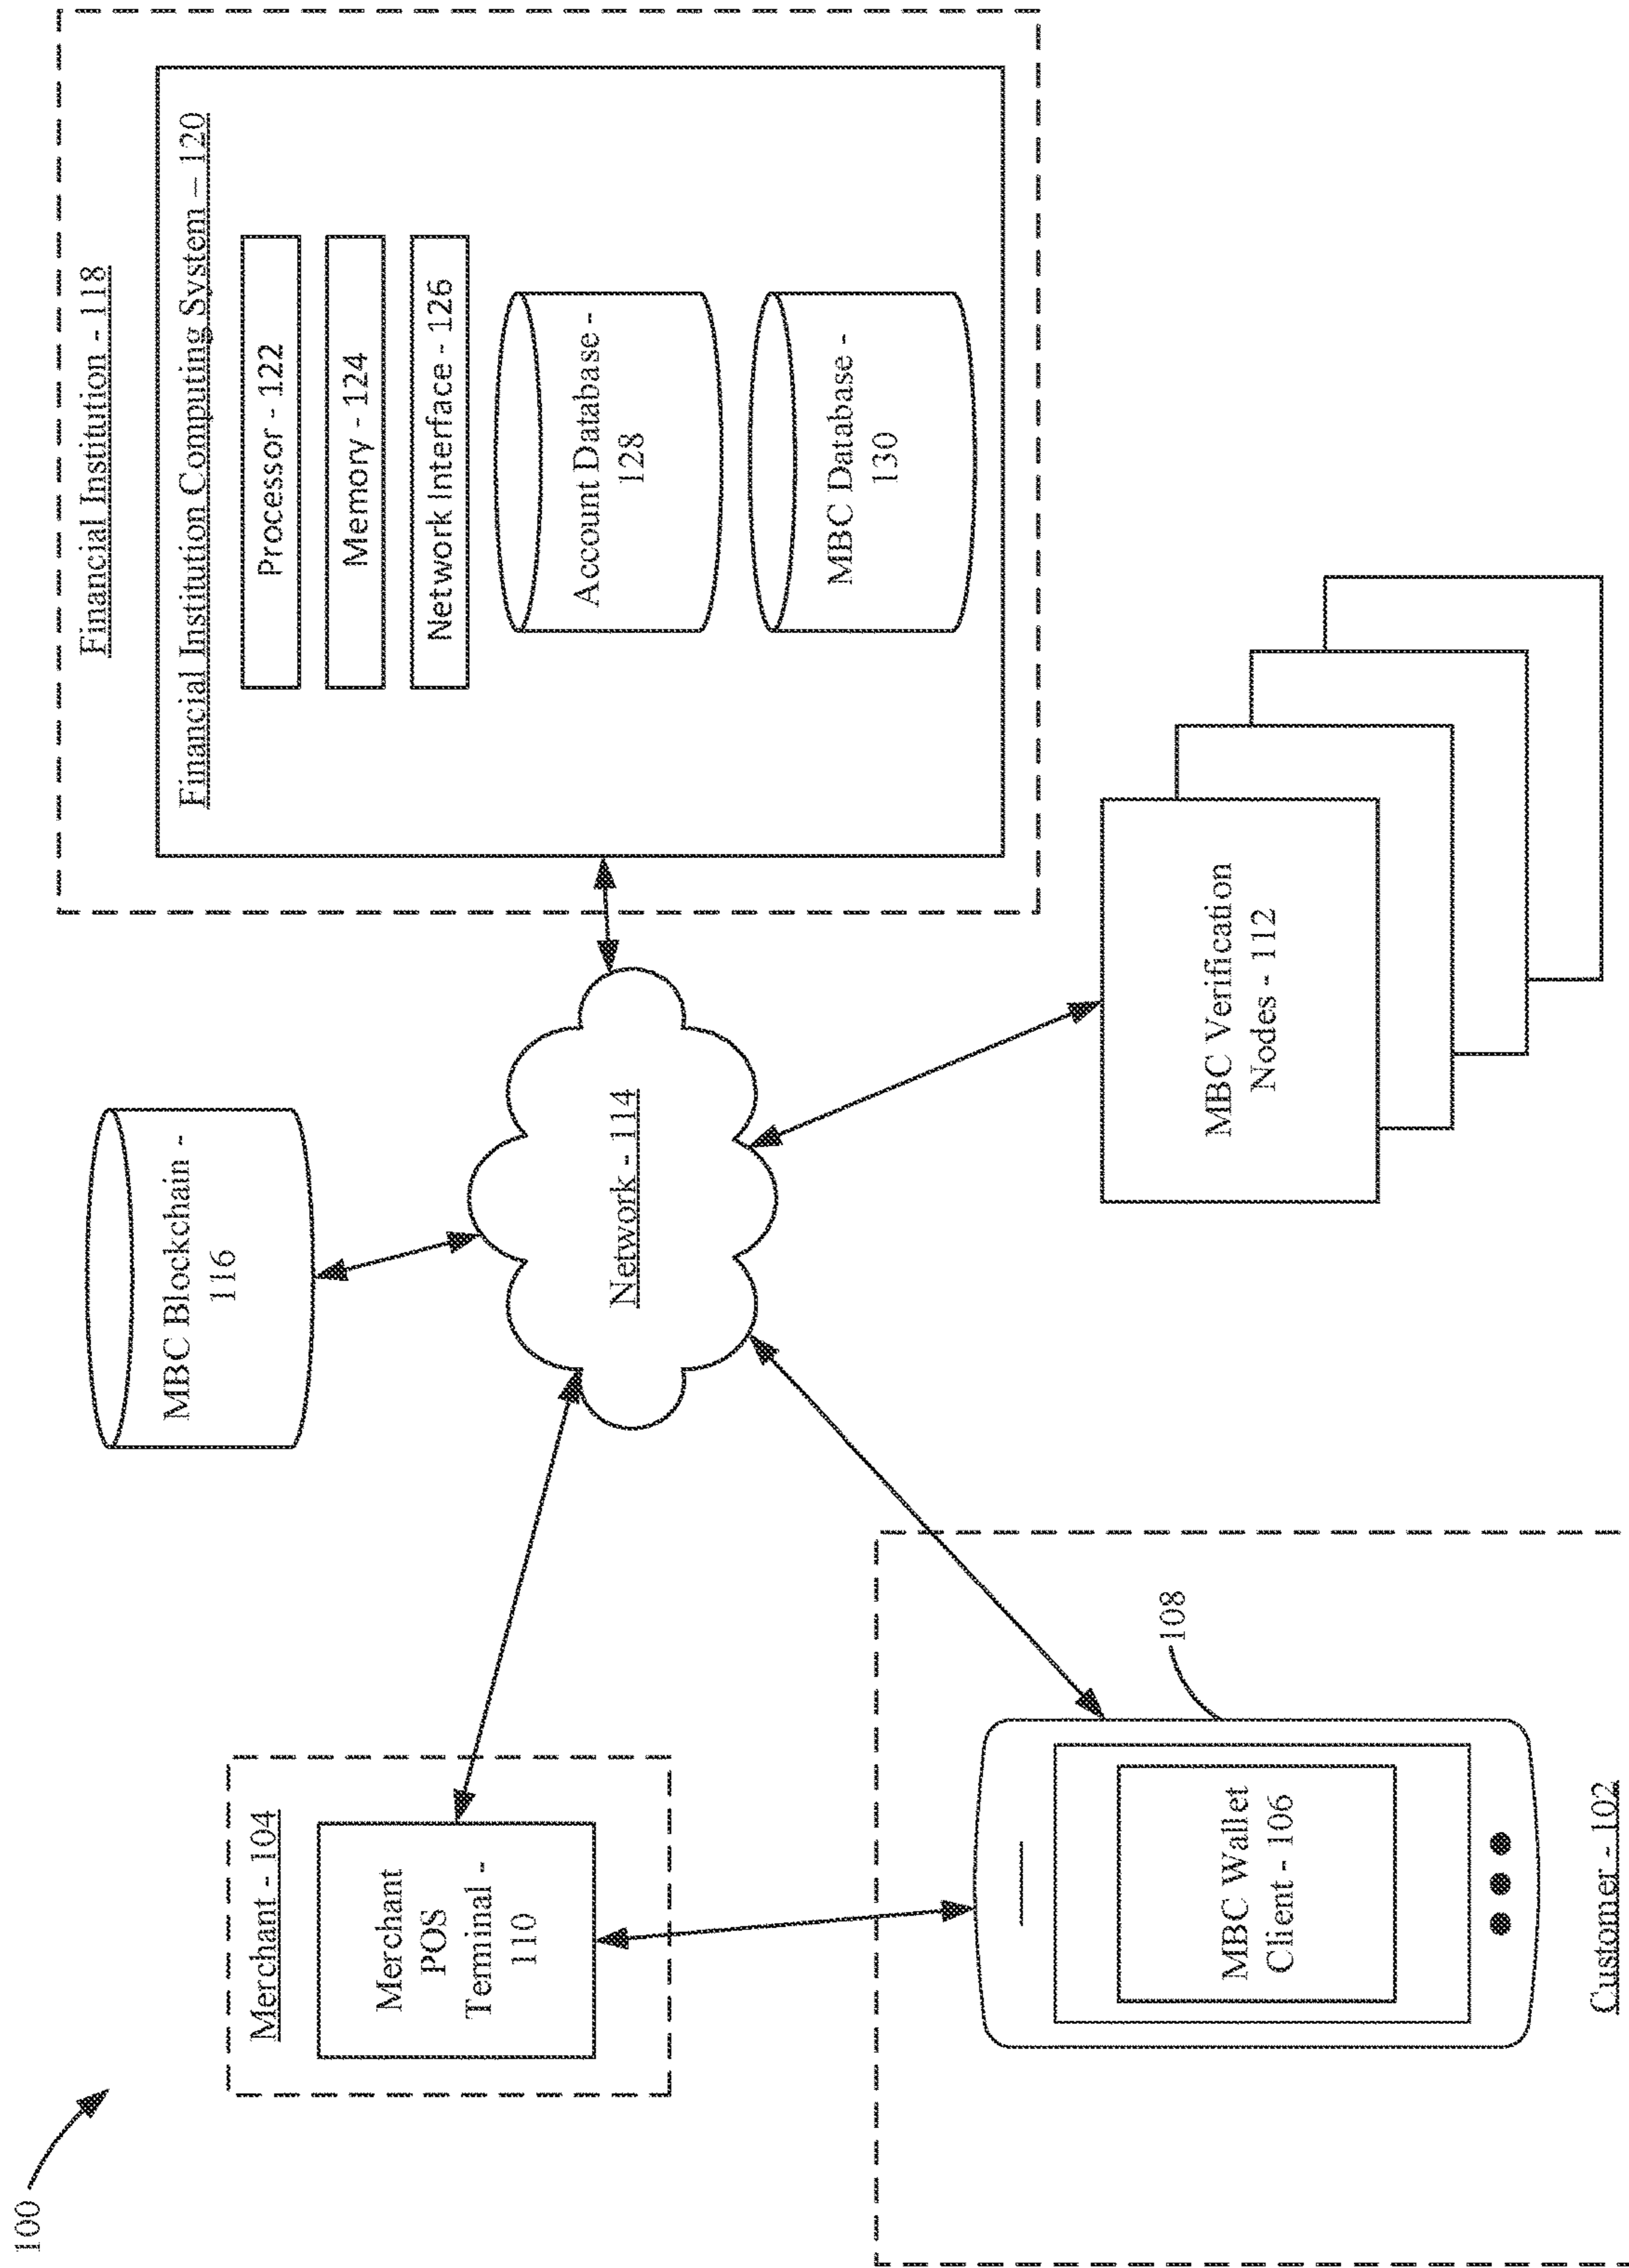 100
Merchant - 104
Merchant
POS
Teminal -
110
MBC Blockchain -
116
Network - 114
Financial Institution - 118
Financial Institution Computing System – 120
Processor - 122
Memory - 124
Network Interface - 126
Account Database -
128
MBC Database -
130
108
MBC Wallet
Client - 106
Customer - 102
MBC Verification
Nodes - 112